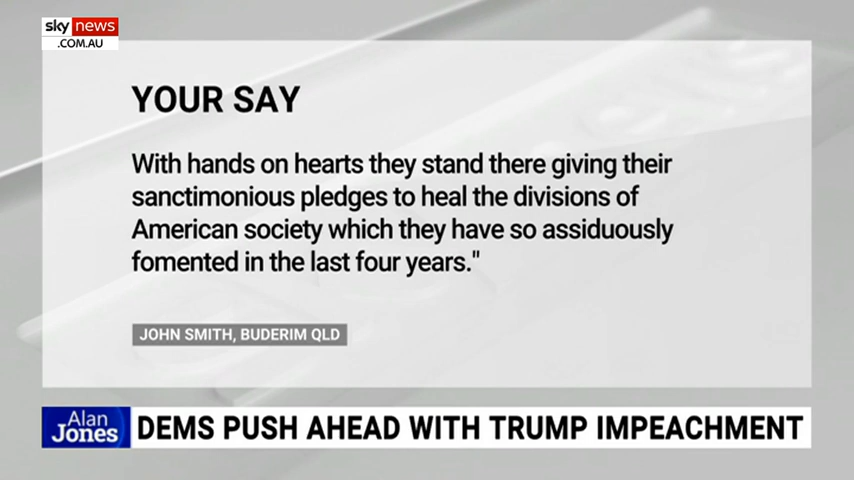 sky news
.COM.AU
YOUR SAY
With hands on hearts they stand there giving their
sanctimonious pledges to heal the divisions of
American society which they have so assiduously
fomented in the last four years."
JOHN SMITH, BUDERIM QLD
Alan
Jones
DEMS PUSH AHEAD WITH TRUMP IMPEACHMENT